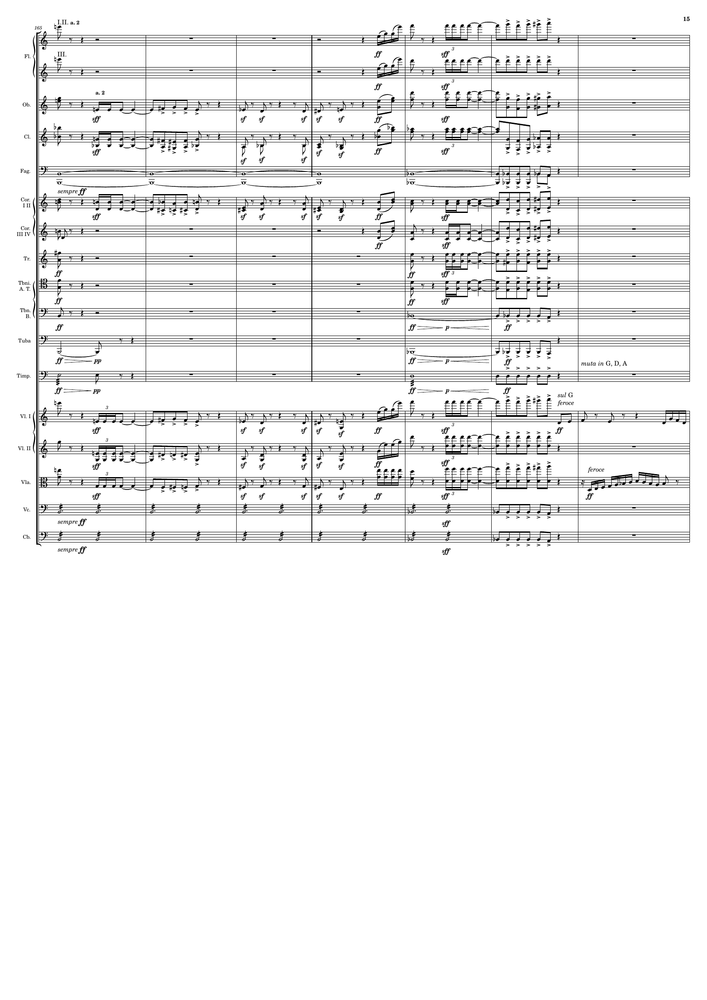 15
165
I.II. a. 2
Fl.
ff
sff
3
III.
ff
sff
3
a. 2
Ob.
sff
sf
sf
sf
sf
sf
ff
sff
Cl.
sff
sf
sf
sf
sf
sf
ff
sff
3
Fag.
sempre ff
Cor.
I II
sff
sf
sf
sf
sf
sf
ff
sff
Cor.
III IV
ff
sff
Tr.
ff
ff
sff
3
Tbni.
A. T.
ff
ff
sff
Tbn.
B.
ff
ff
p
ff
Tuba
ff
pp
ff
p
ff
muta in G, D, A
Timp.
ff
pp
ff
p
ff
sul G
feroce
Vl. I
3
sff
sf
sf
sf
sf
sf
ff
sff
3
ff
Vl. II
3
sff
sf
sf
sf
sf
sf
ff
sff
3
feroce
Vla.
3
sff
sf
sf
sf
sf
sf
ff
sff
3
ff
Vc.
sempre ff
sff
Cb.
sempre ff
sff